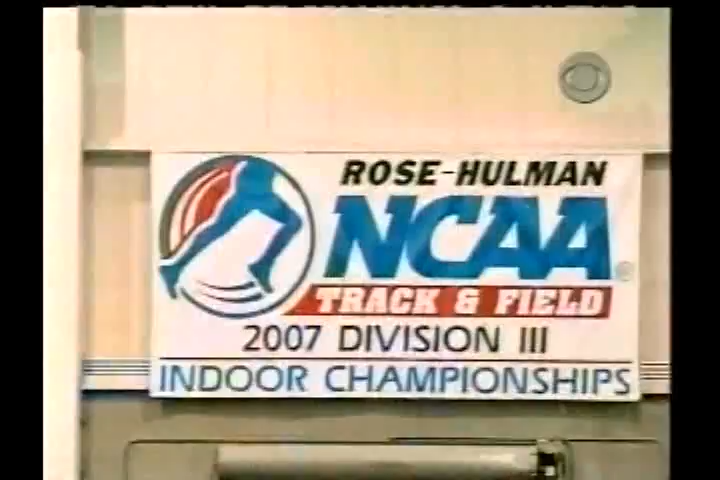 ROSE-HULMAN
NCAA®
TRACK & FIELD
2007 DIVISION III
INDOOR CHAMPIONSHIPS